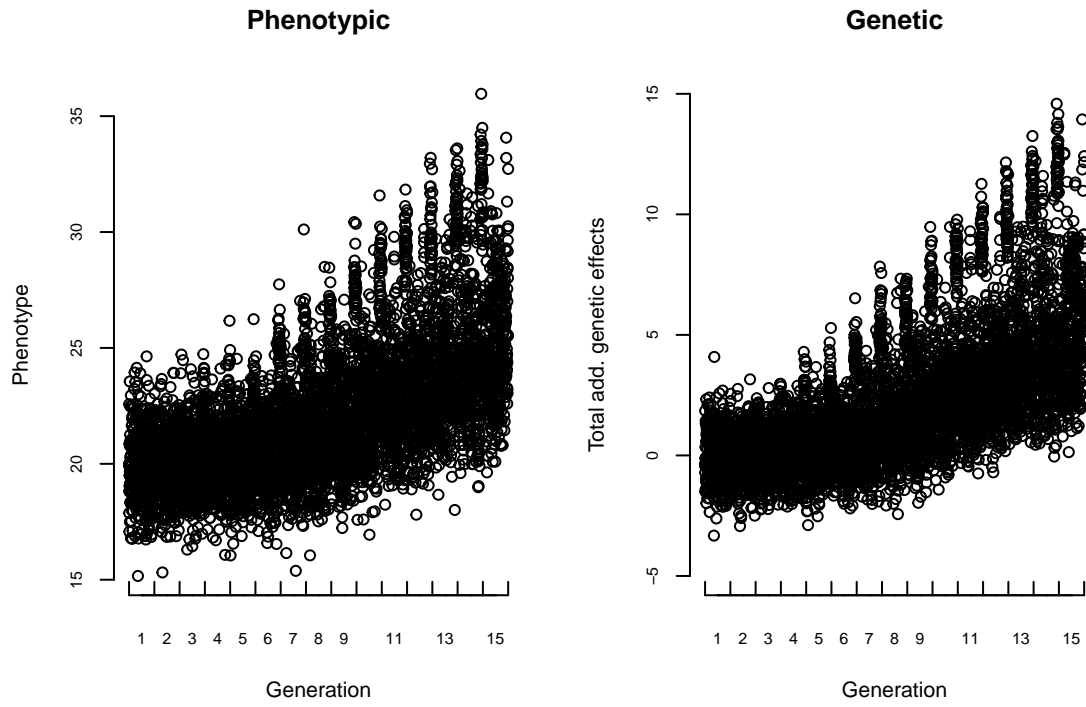 Phenotypic
Phenotype
35
30
25
20
15
1 2 3 4 5 6 7 8 9 11 13 15
Generation
Genetic
Total add. genetic effects
15
10
5
0
−5
1 2 3 4 5 6 7 8 9 11 13 15
Generation